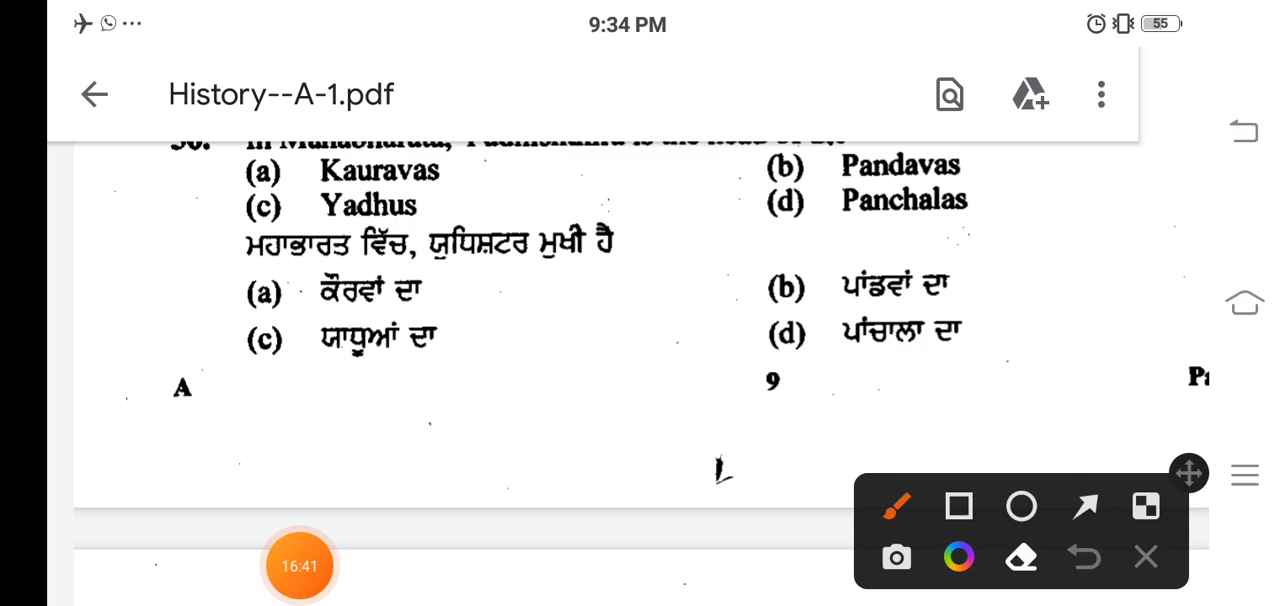 9:34 PM
55
History--A-1.pdf
(a) Kauravas (b) Pandavas
(c) Yadhus (d) Panchalas
ਮਹਾਭਾਰਤ ਵਿੱਚ, ਯੁਧਿਸ਼ਟਰ ਮੁਖੀ ਹੈ
(a) ਕੌਰਵਾਂ ਦਾ (b) ਪਾਂਡਵਾਂ ਦਾ
(c) ਯਾਧੂਆਂ ਦਾ (d) ਪਾਂਚਾਲਾ ਦਾ
A 9
16:41